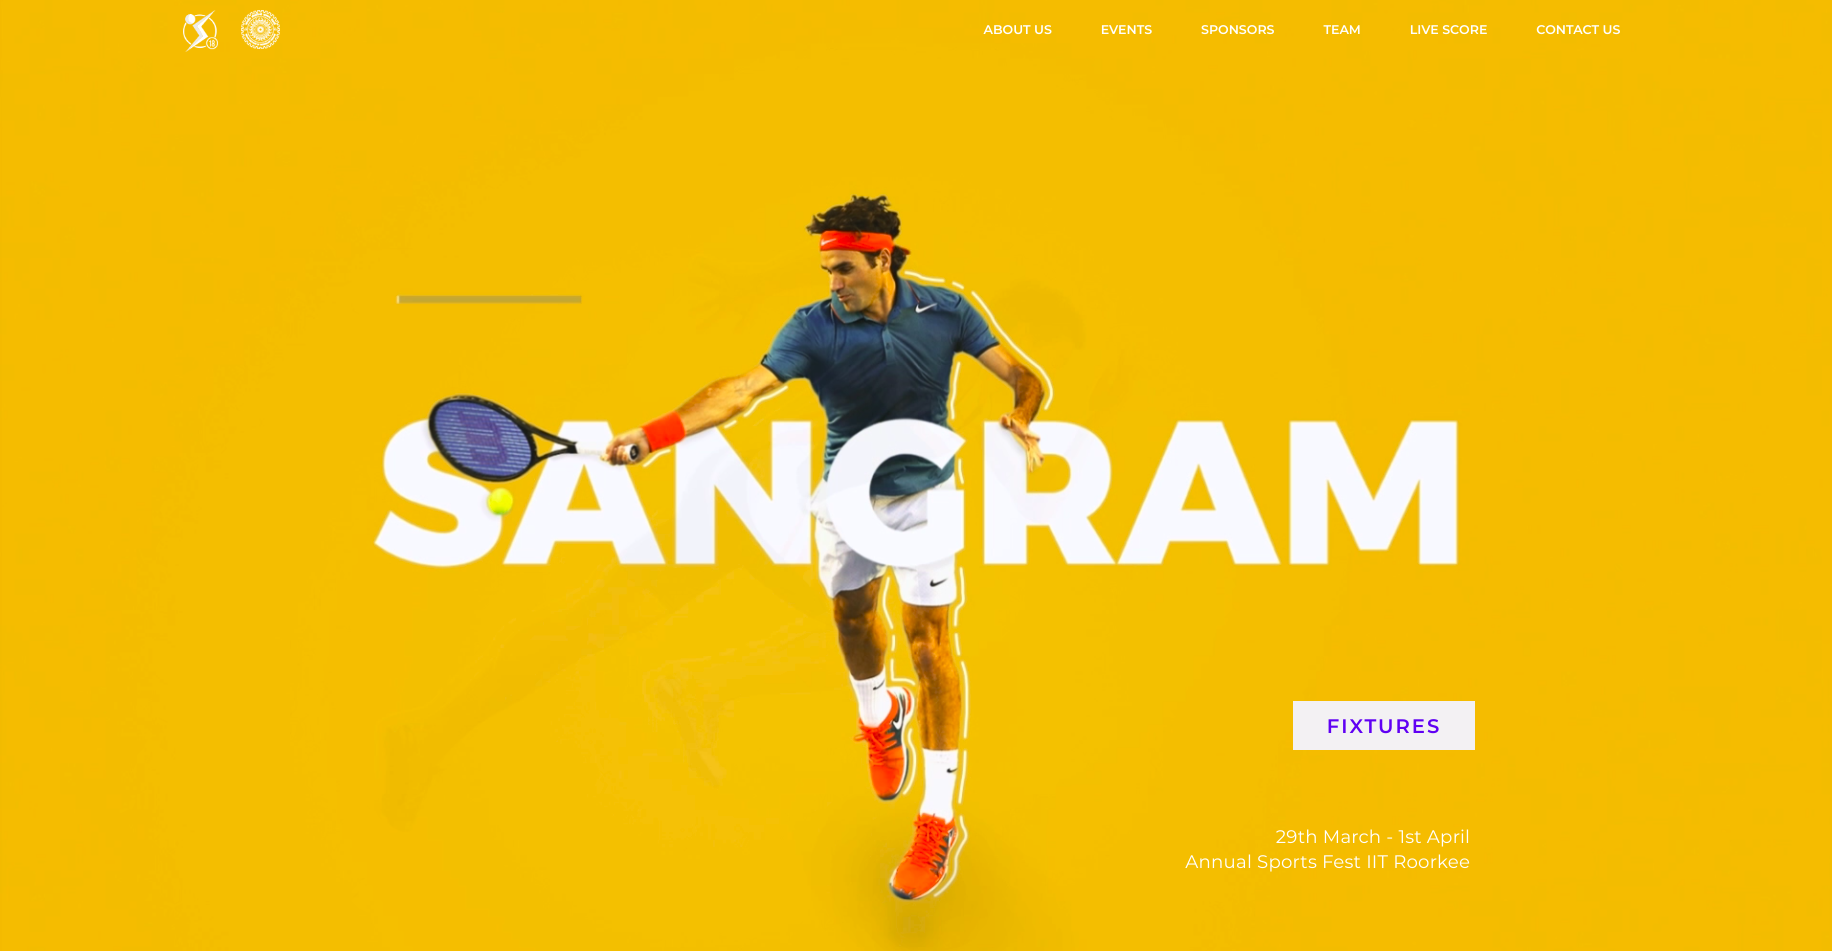 ABOUT US
EVENTS
SPONSORS
TEAM
LIVE SCORE
CONTACT US
SANGRAM
FIXTURES
29th March - 1st April
Annual Sports Fest IIT Roorkee